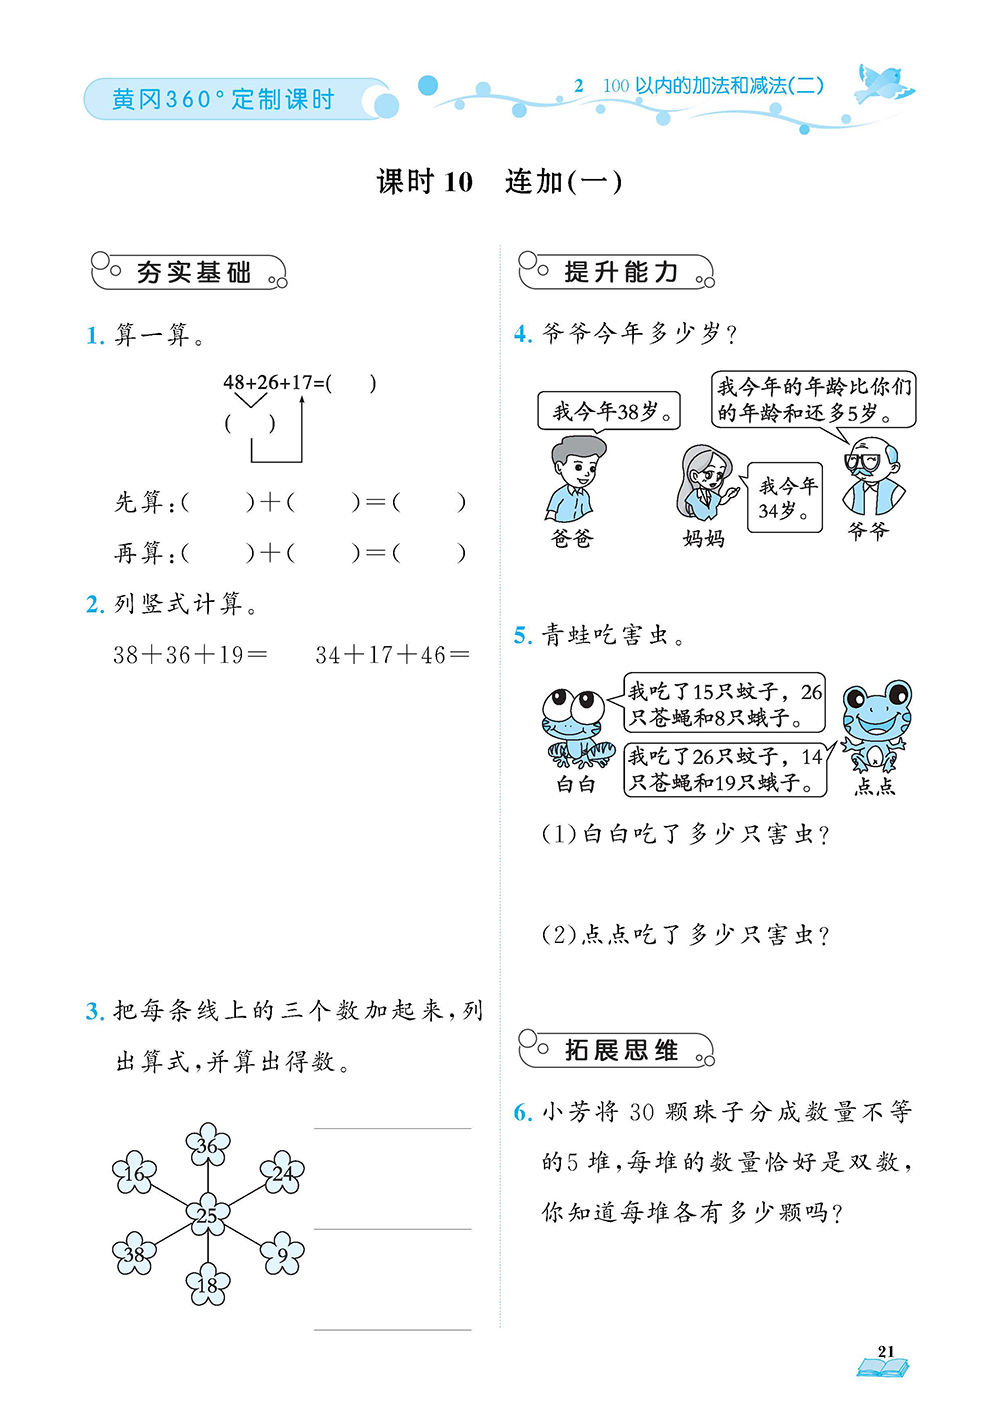 黄冈360°定制课时
2 100以内的加法和减法(二)
课时10 连加(一)
夯实基础
1. 算一算。
48+26+17=( )
( )
先算:( )+( )=( )
再算:( )+( )=( )
2. 列竖式计算。
38+36+19= 34+17+46=
3. 把每条线上的三个数加起来,列
出算式,并算出得数。
36
16
24
25
38
9
18
提升能力
4. 爷爷今年多少岁?
我今年38岁。
我今年的年龄比你们
的年龄和还多5岁。
我今年
34岁。
爸爸
妈妈
爷爷
5. 青蛙吃害虫。
我吃了15只蚊子,26
只苍蝇和8只蛾子。
我吃了26只蚊子,14
只苍蝇和19只蛾子。
白白
点点
(1)白白吃了多少只害虫?
(2)点点吃了多少只害虫?
拓展思维
6. 小芳将30颗珠子分成数量不等
的5堆,每堆的数量恰好是双数,
你知道每堆各有多少颗吗?
21